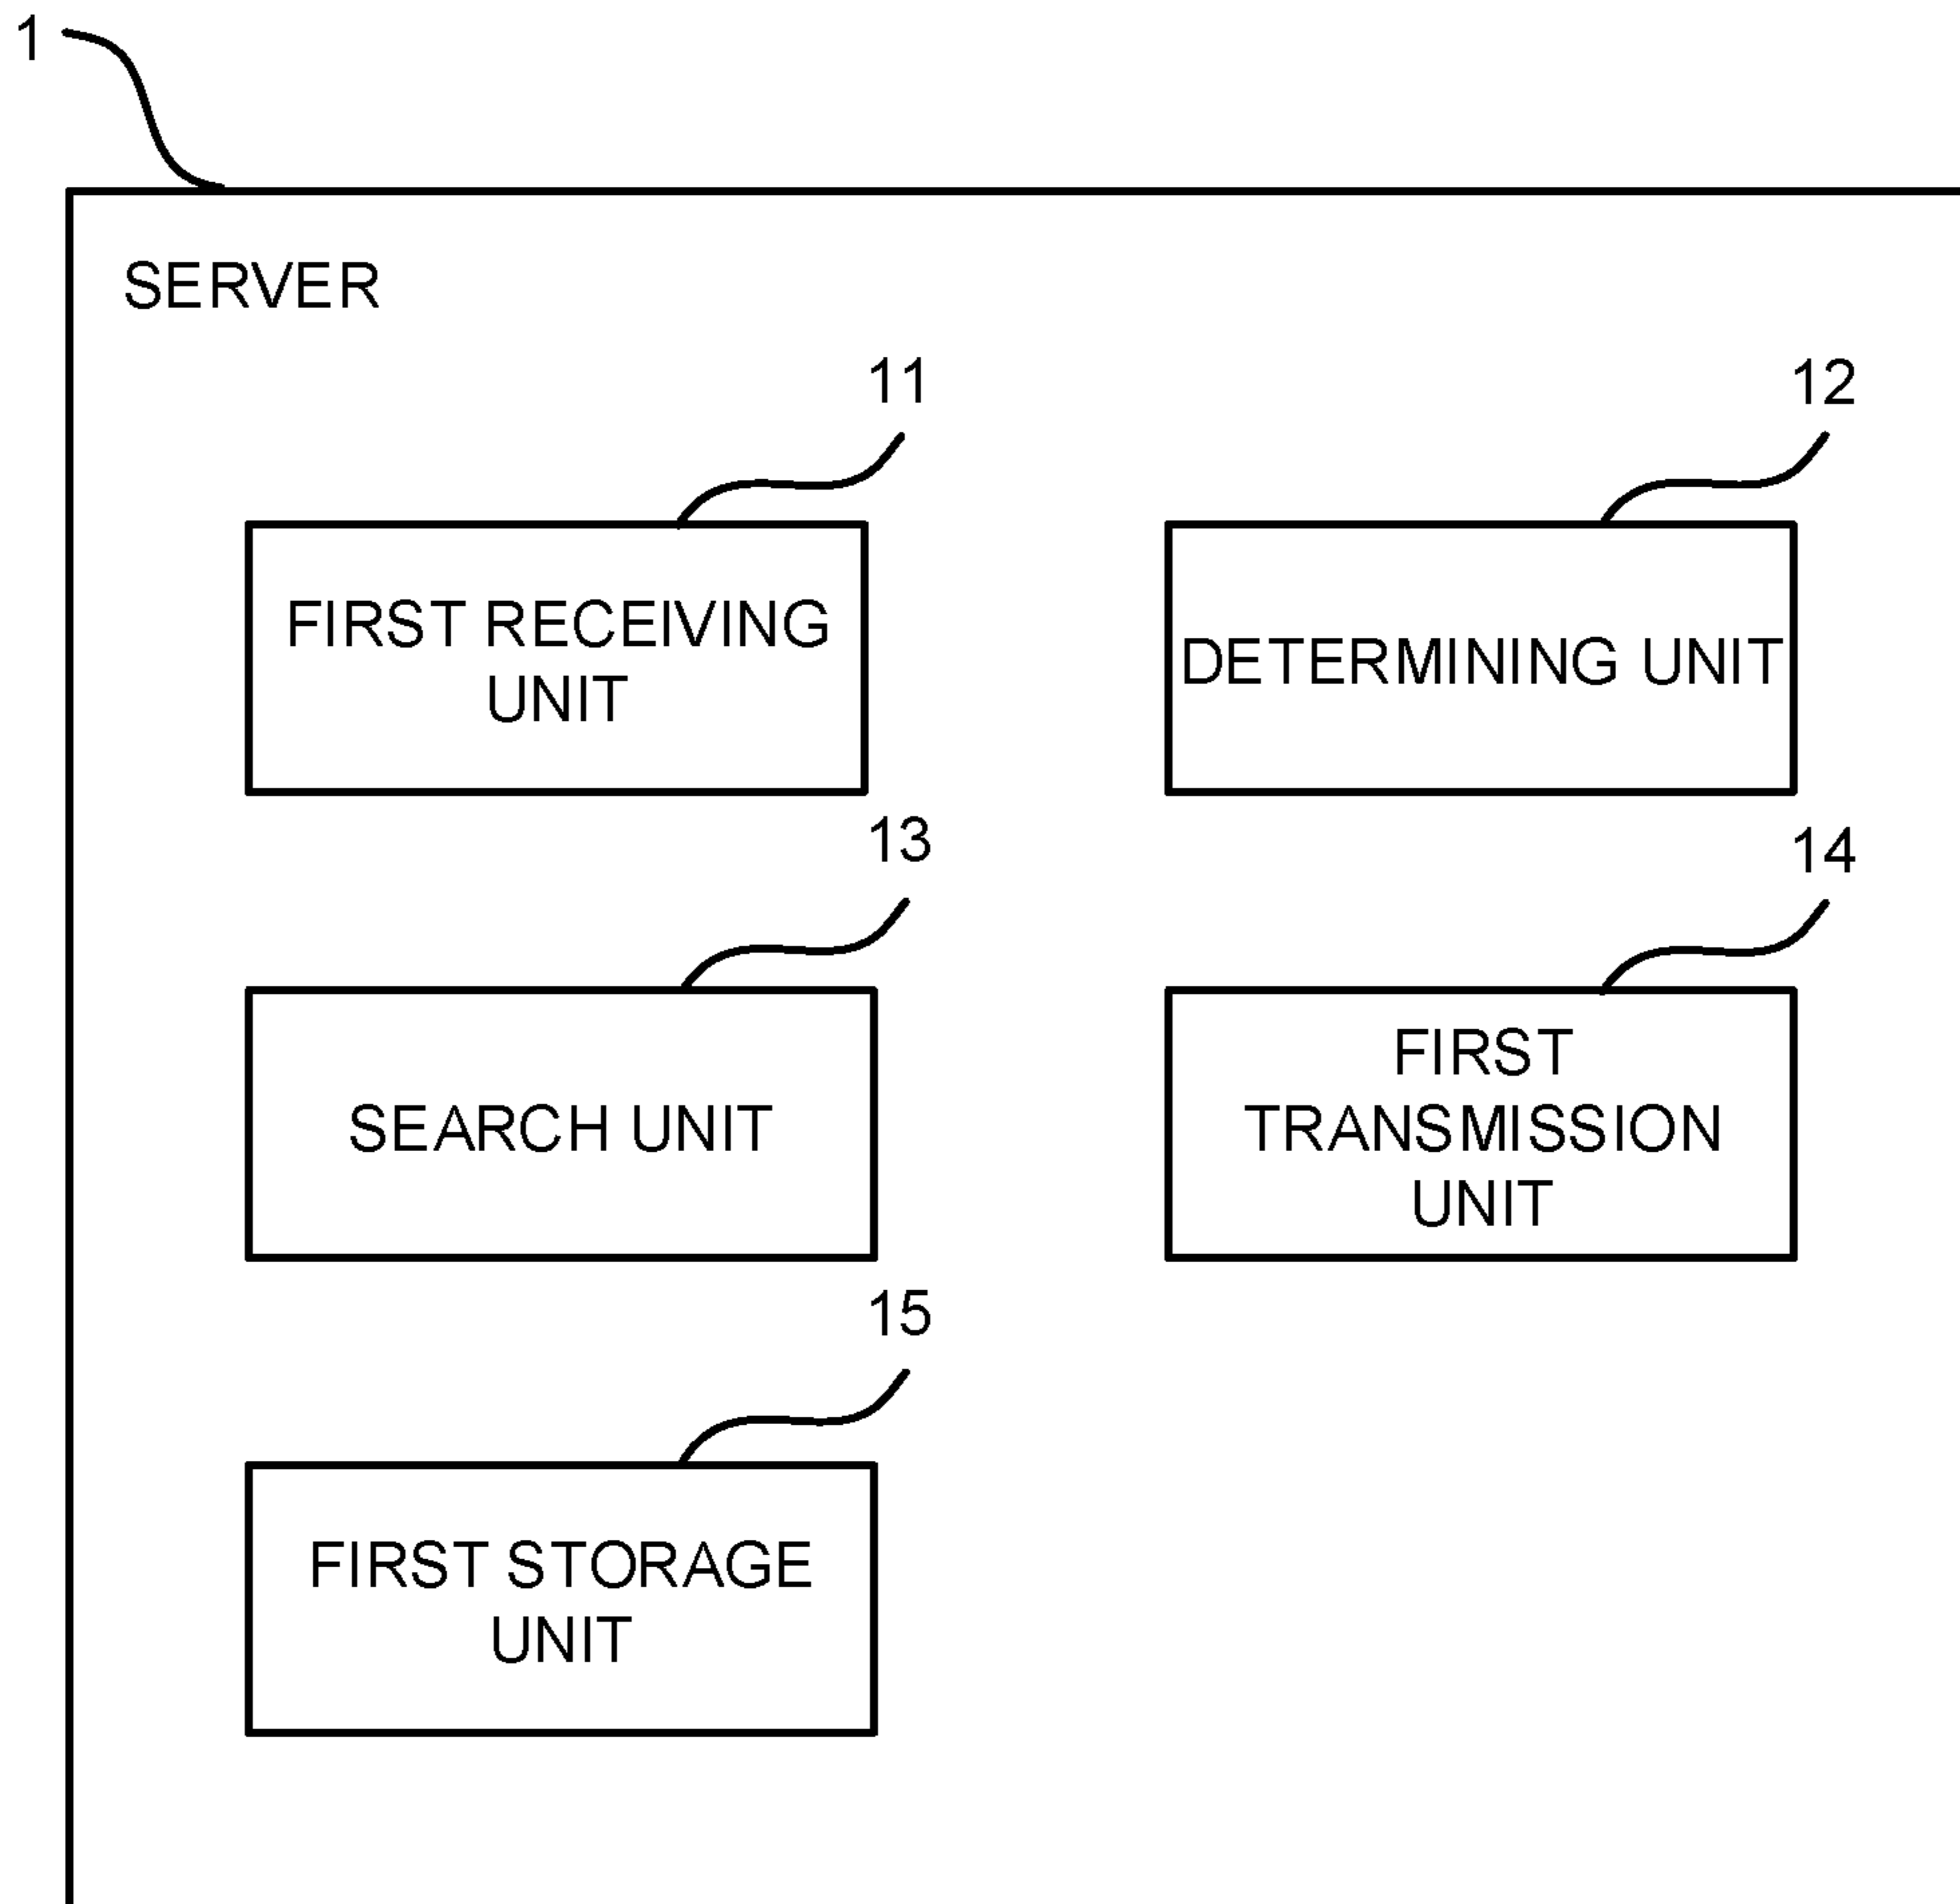 1
SERVER
11
12
FIRST RECEIVING
UNIT
DETERMINING UNIT
13
14
SEARCH UNIT
FIRST
TRANSMISSION
UNIT
15
FIRST STORAGE
UNIT